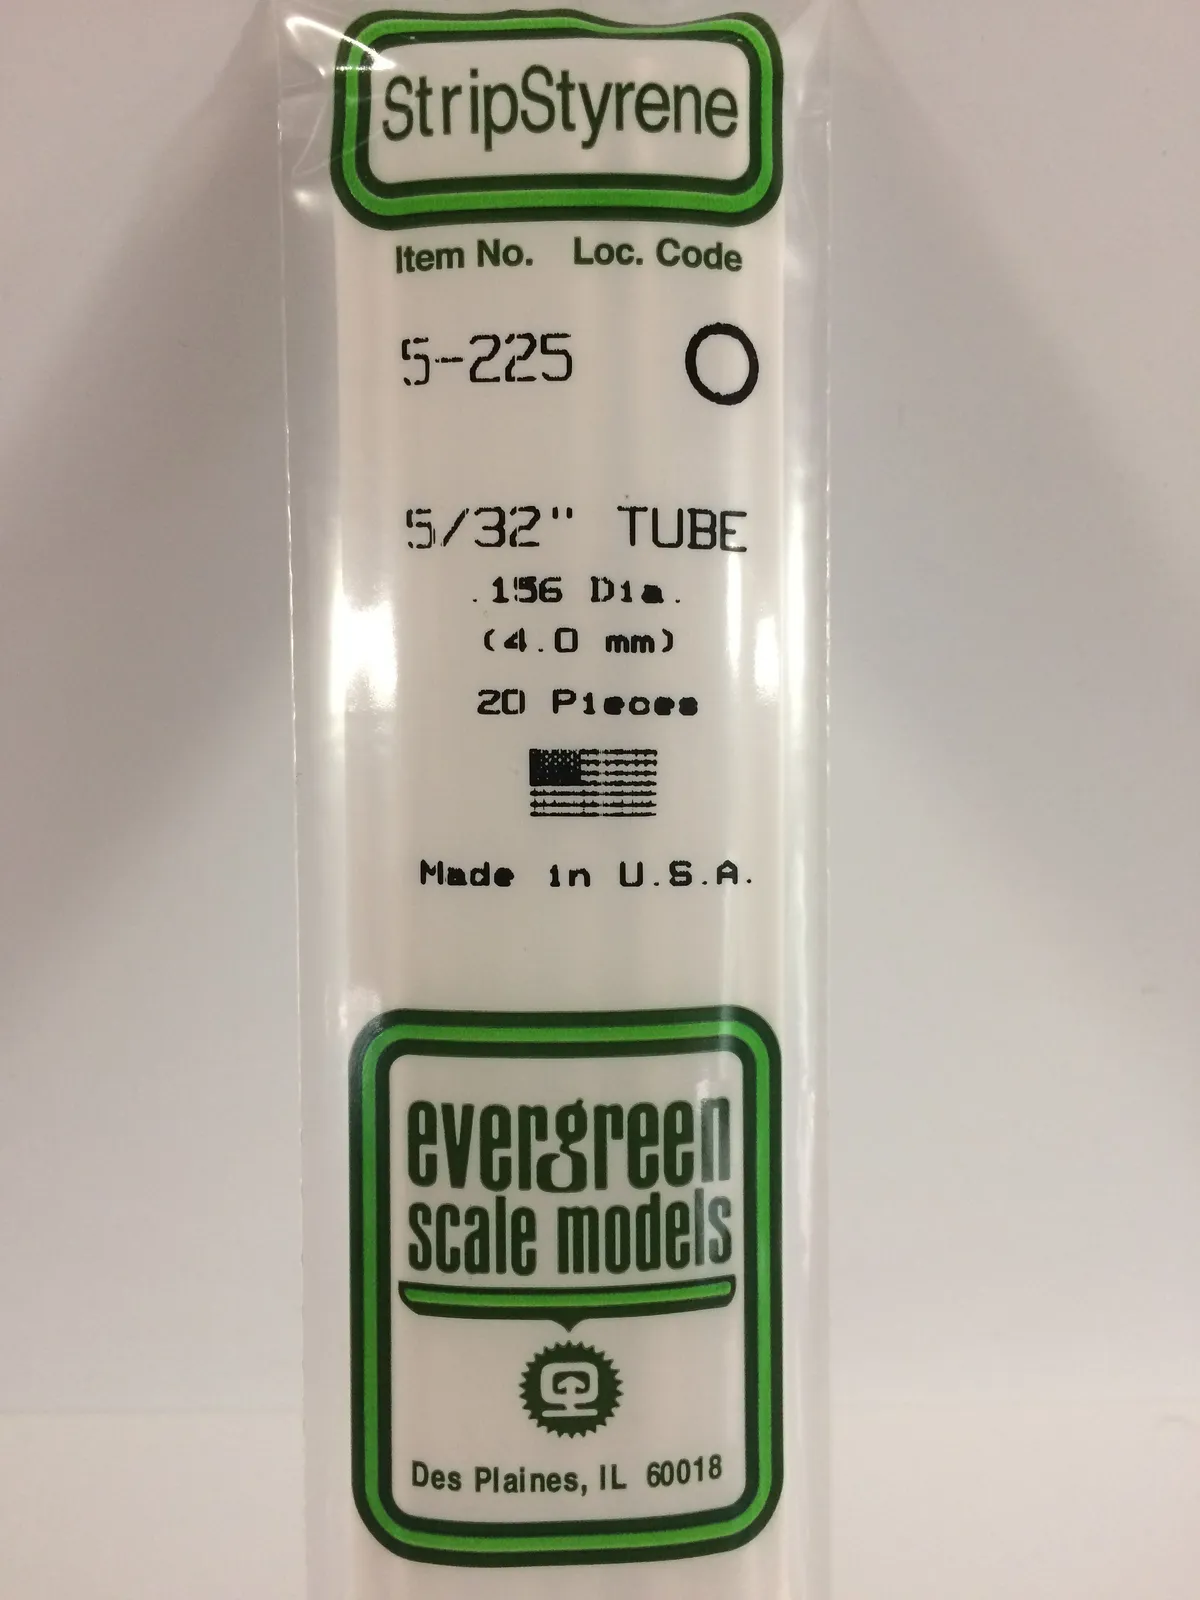 StripStyrene
Item No. Loc. Code
5-225
5/32" TUBE
.156 Dia.
(4.0 mm)
20 Pieces
Made in U.S.A.
evergreen
scale models
Des Plaines, IL 60018